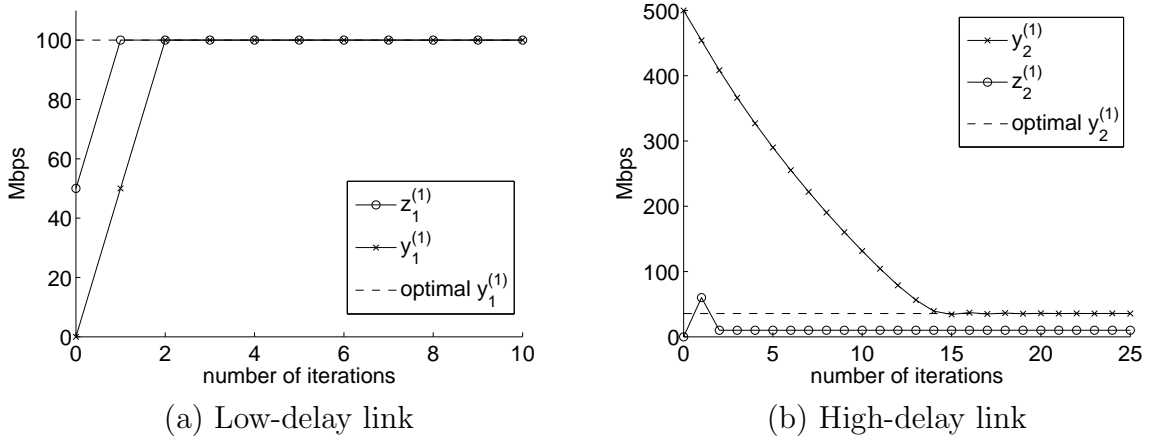 100
80
60
40
20
0
Mbps
0 2 4 6 8 10
number of iterations
z_1^(1)
y_1^(1)
optimal y_1^(1)
(a) Low-delay link
500
400
300
200
100
0
Mbps
0 5 10 15 20 25
number of iterations
y_2^(1)
z_2^(1)
optimal y_2^(1)
(b) High-delay link